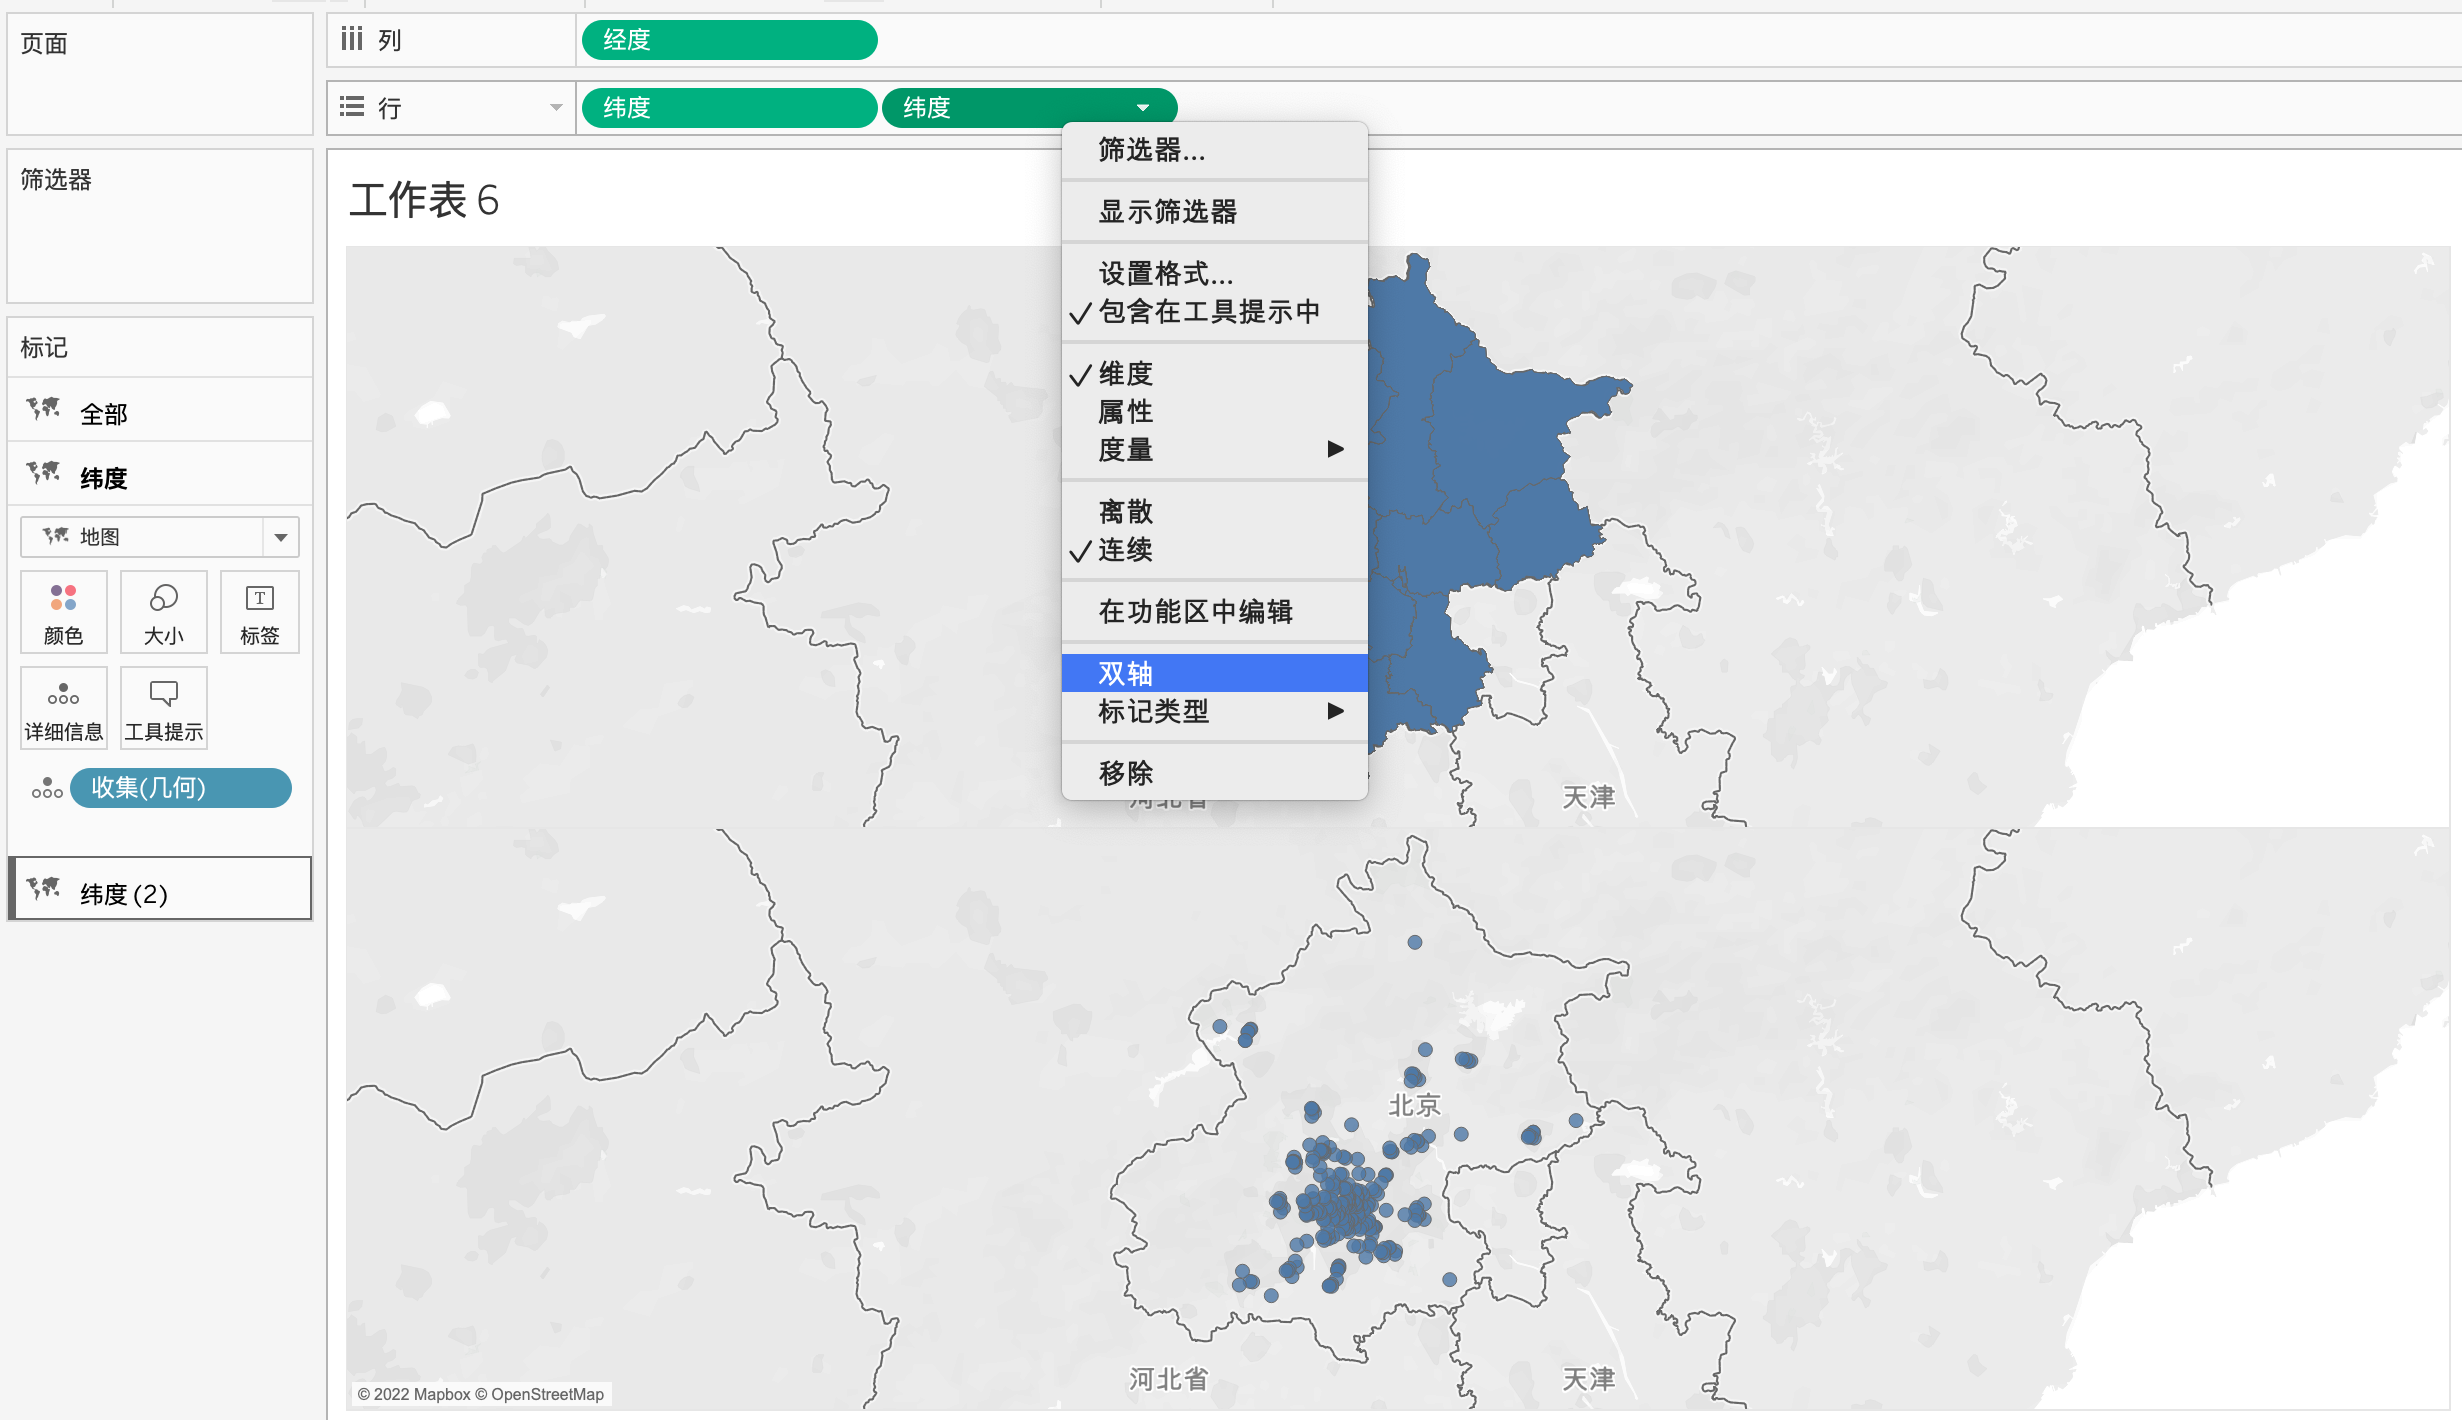 页面
列
经度
行
纬度
纬度
筛选器
工作表 6
标记
全部
纬度
地图
颜色
大小
标签
详细信息
工具提示
收集(几何)
纬度 (2)
筛选器...
显示筛选器
设置格式...
包含在工具提示中
维度
属性
度量
离散
连续
在功能区中编辑
双轴
标记类型
移除
河北省
天津
北京
河北省
天津
© 2022 Mapbox © OpenStreetMap